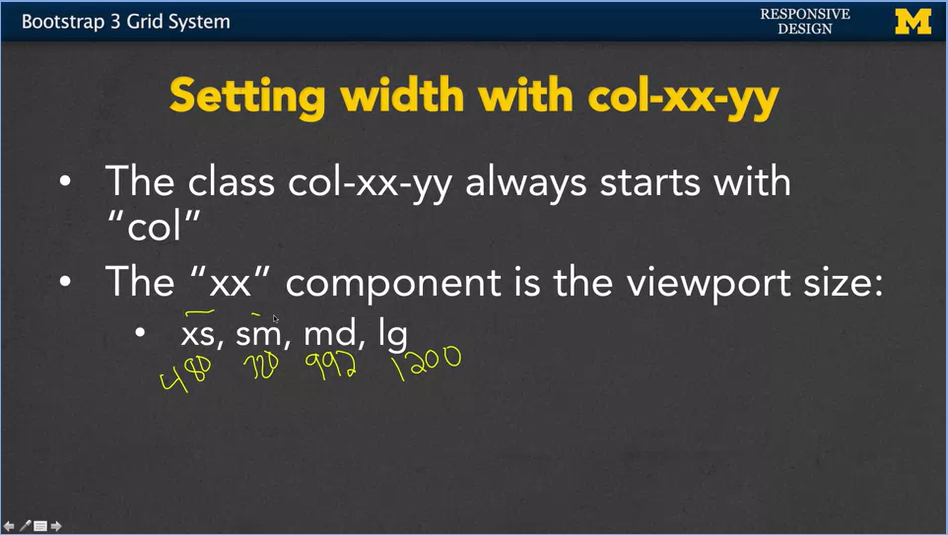 Bootstrap 3 Grid System
RESPONSIVE
DESIGN
M
Setting width with col-xx-yy
• The class col-xx-yy always starts with
“col”
• The “xx” component is the viewport size:
• xs, sm, md, lg
480 720 992 1200